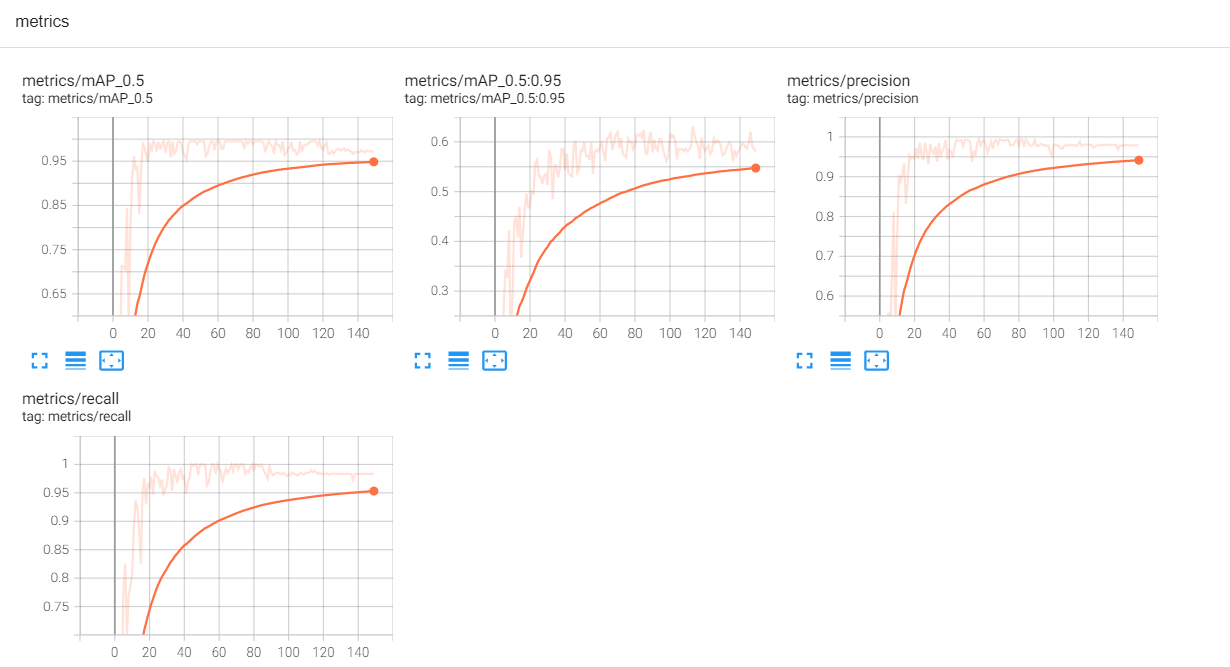 metrics
metrics/mAP_0.5
tag: metrics/mAP_0.5
0.95
0.85
0.75
0.65
0 20 40 60 80 100 120 140
metrics/mAP_0.5:0.95
tag: metrics/mAP_0.5:0.95
0.6
0.5
0.4
0.3
0 20 40 60 80 100 120 140
metrics/precision
tag: metrics/precision
1
0.9
0.8
0.7
0.6
0 20 40 60 80 100 120 140
metrics/recall
tag: metrics/recall
1
0.95
0.9
0.85
0.8
0.75
0 20 40 60 80 100 120 140